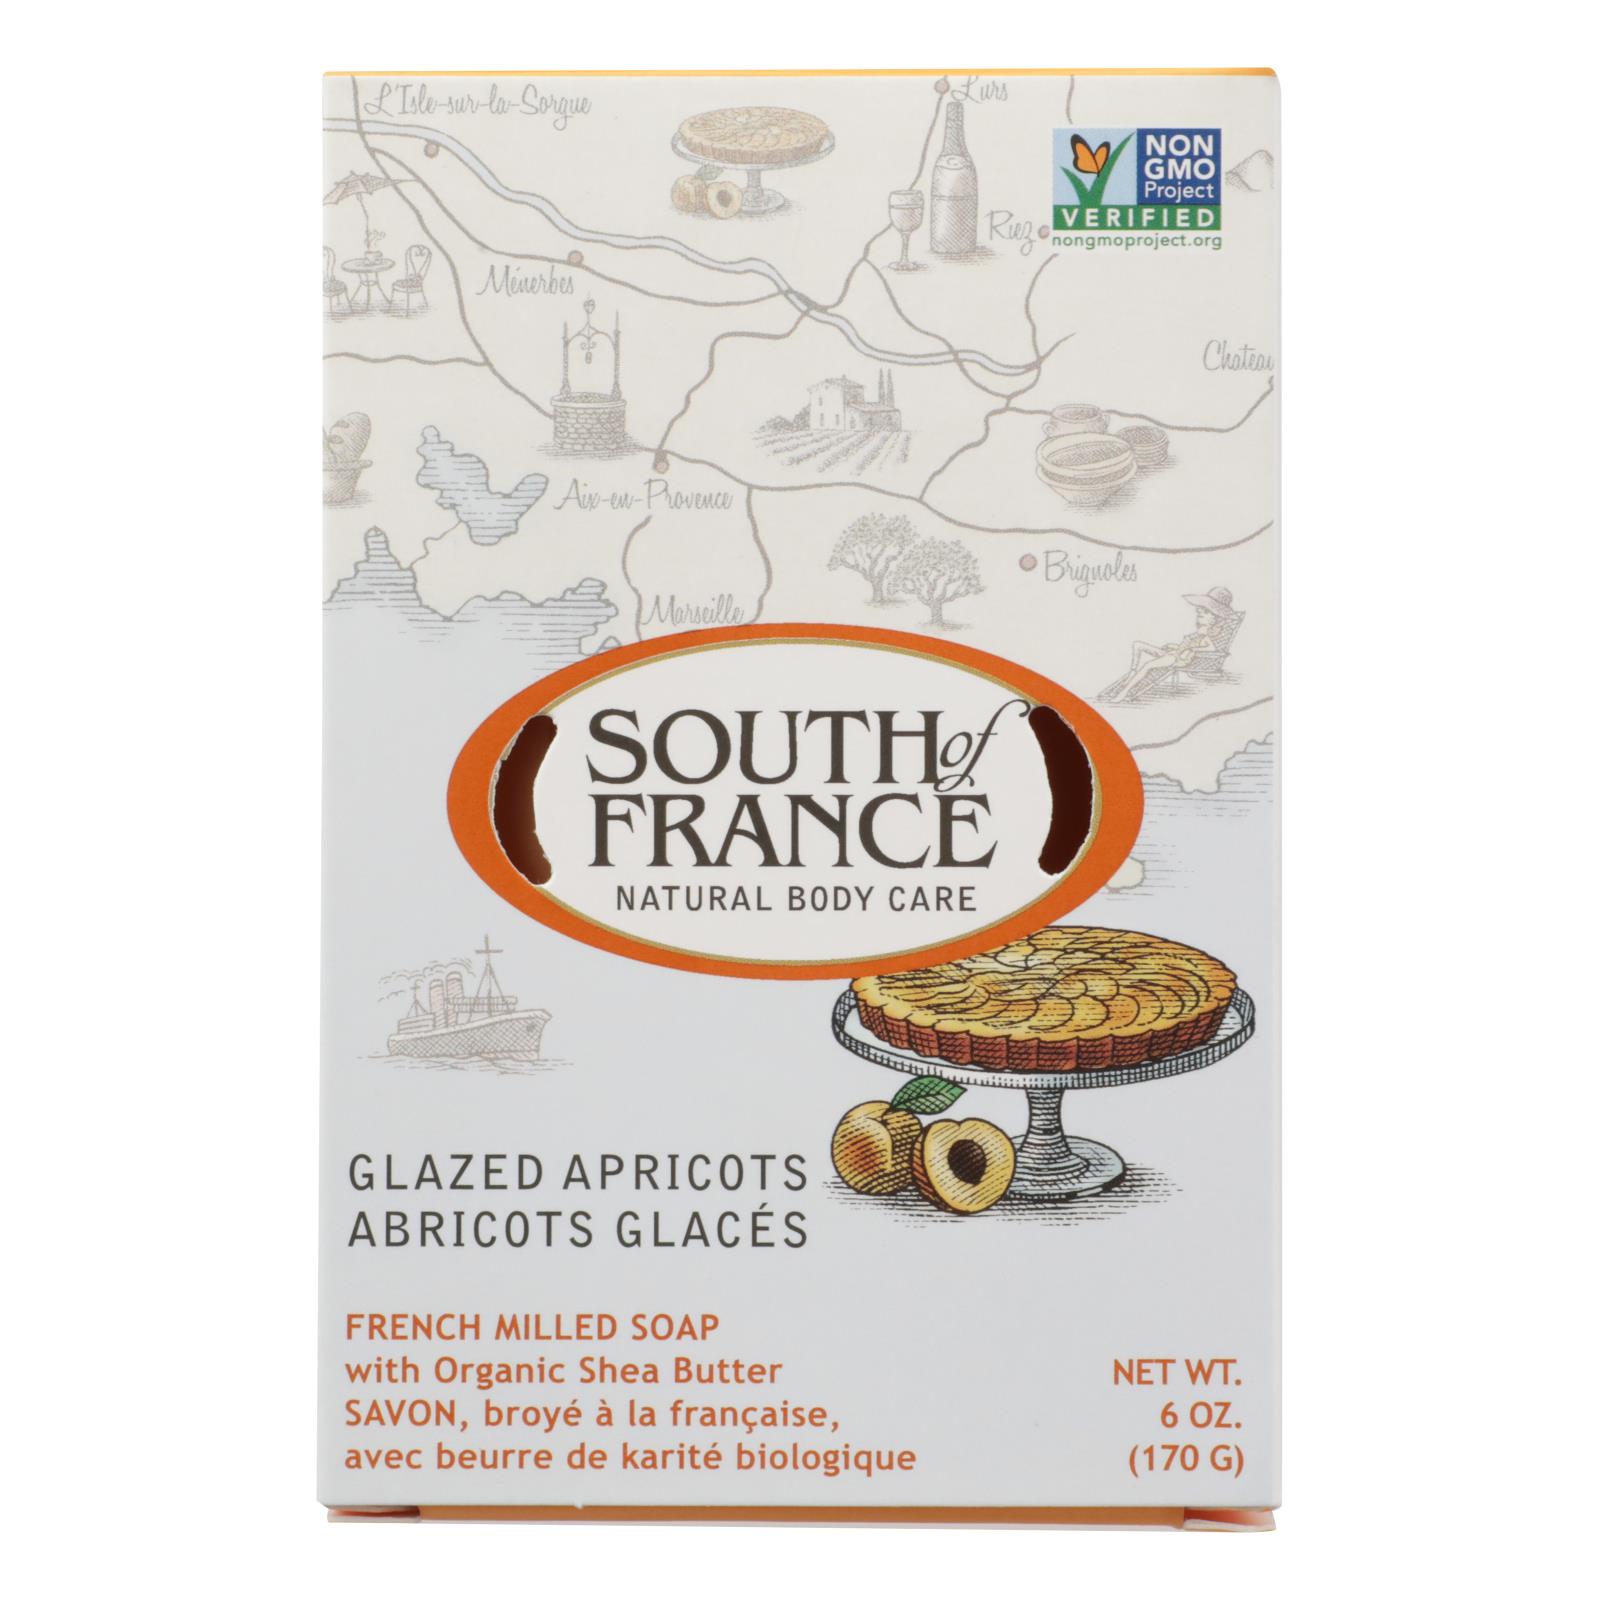 L'Isle-sur-la-Sorgue
Lurs
NON
GMO
Project
VERIFIED
nongmoproject.org
Riez
Ménerbes
Chateau
Aix-en-Provence
Brignoles
Marseille
SOUTH of
FRANCE
NATURAL BODY CARE
GLAZED APRICOTS
ABRICOTS GLACÉS
FRENCH MILLED SOAP
with Organic Shea Butter
SAVON, broyé à la française,
avec beurre de karité biologique
NET WT.
6 OZ.
(170 G)